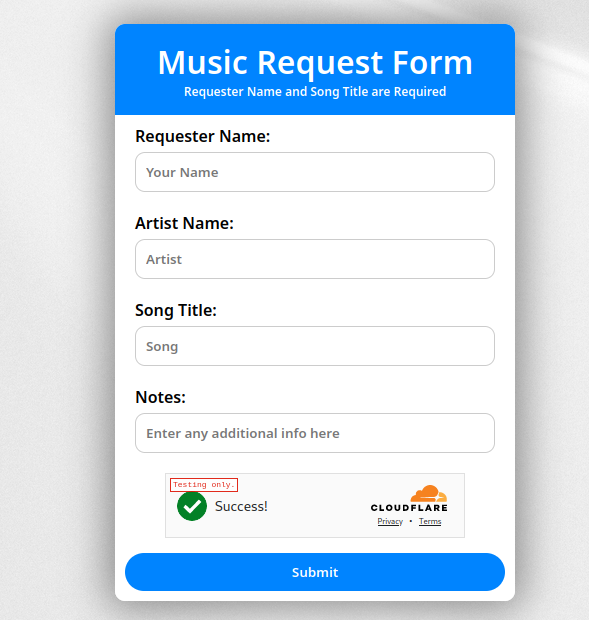 Music Request Form
Requester Name and Song Title are Required
Requester Name:
Your Name
Artist Name:
Artist
Song Title:
Song
Notes:
Enter any additional info here
Testing only.
Success!
CLOUDFLARE
Privacy • Terms
Submit